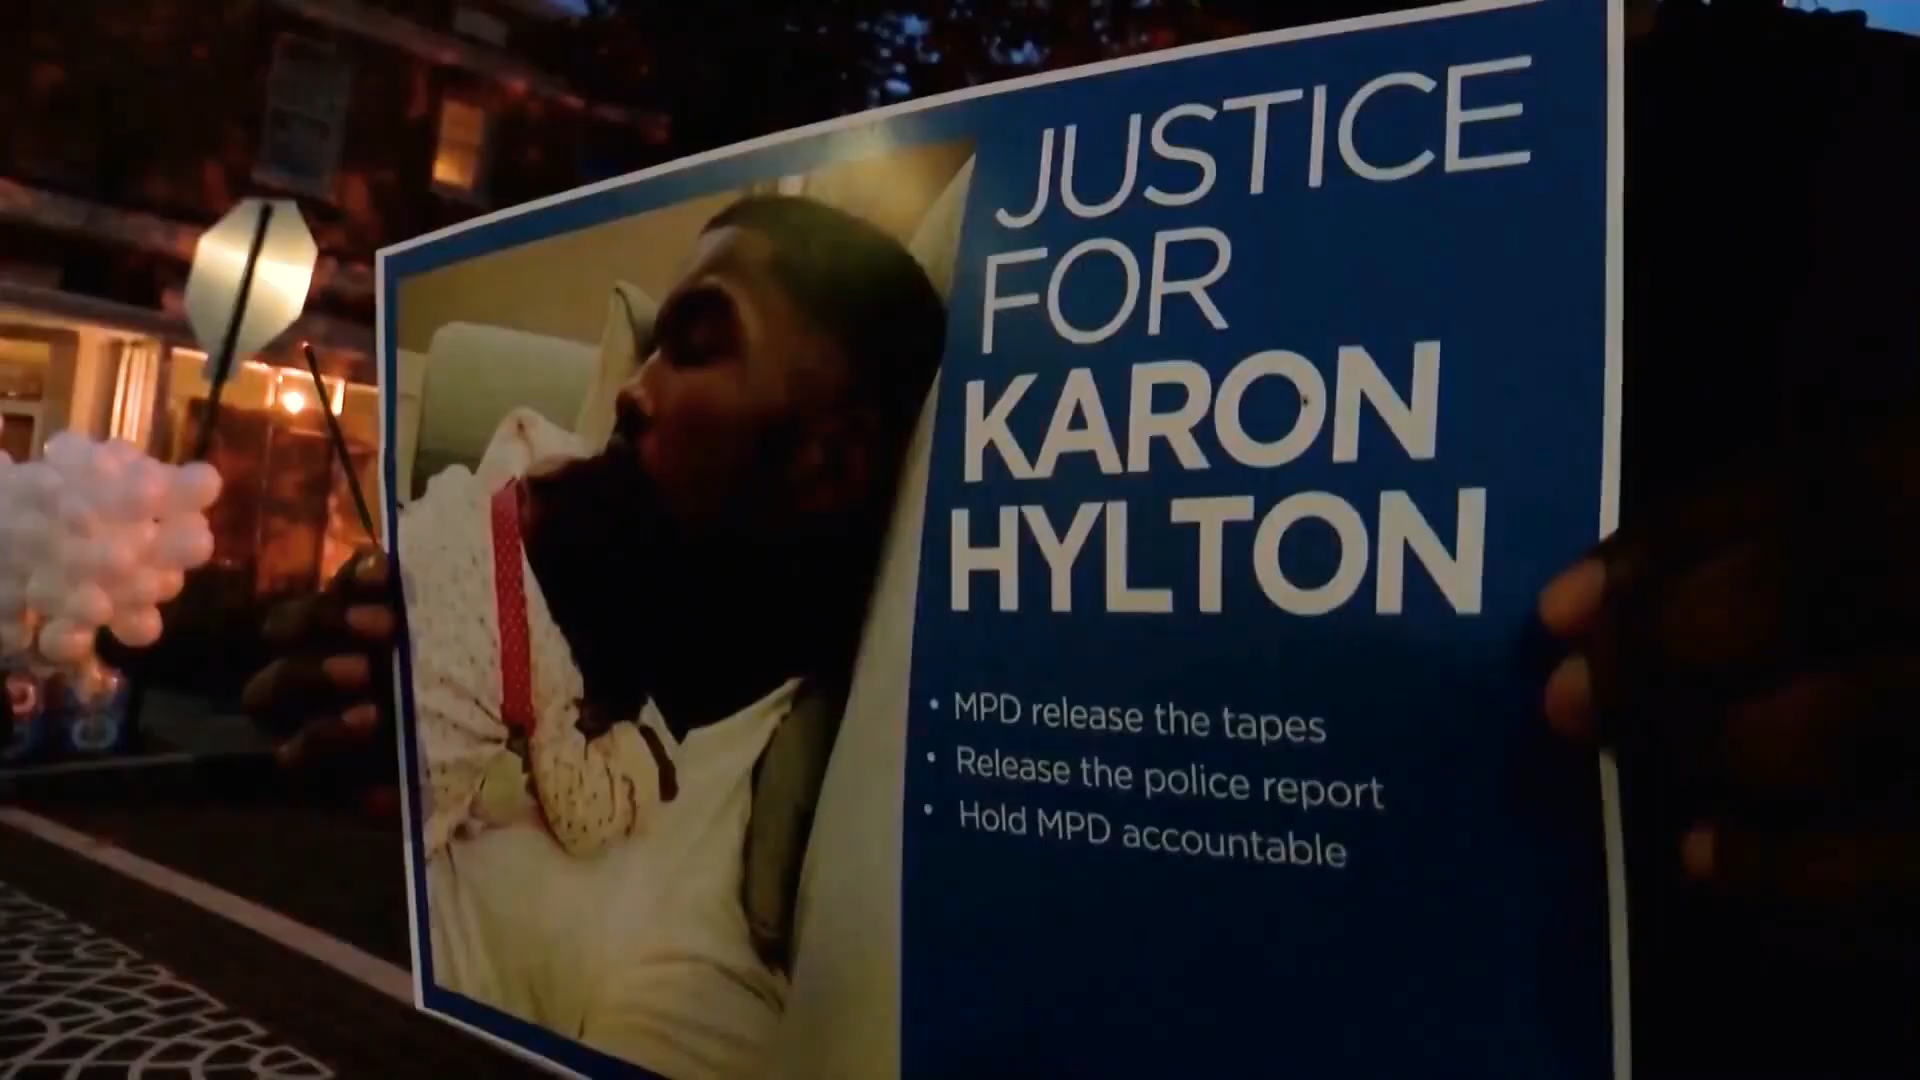 JUSTICE
FOR
KARON
HYLTON
• MPD release the tapes
• Release the police report
• Hold MPD accountable